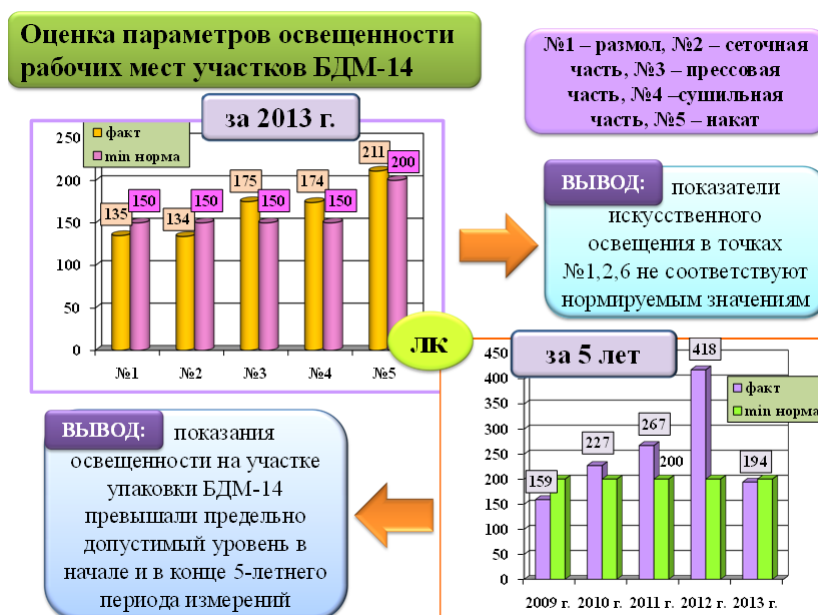 Оценка параметров освещенности
рабочих мест участков БДМ-14
№1 – размол, №2 – сеточная
часть, №3 – прессовая
часть, №4 –сушильная
часть, №5 – накат
за 2013 г.
факт
min норма
250
200
150
100
50
0
135
150
134
150
175
150
174
150
211
200
№1
№2
№3
№4
№5
ВЫВОД: показатели
искусственного
освещения в точках
№1,2,6 не соответствуют
нормируемым значениям
лк
за 5 лет
факт
min норма
450
400
350
300
250
200
150
100
50
0
159
227
267
200
418
194
2009 г.
2010 г.
2011 г.
2012 г.
2013 г.
ВЫВОД: показания
освещенности на участке
упаковки БДМ-14
превышали предельно
допустимый уровень в
начале и в конце 5-летнего
периода измерений